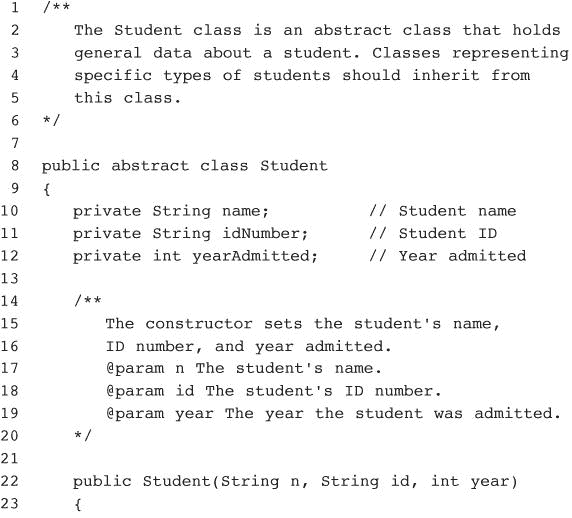 1 /**
2    The Student class is an abstract class that holds
3    general data about a student. Classes representing
4    specific types of students should inherit from
5    this class.
6 */
7
8 public abstract class Student
9 {
10    private String name;          // Student name
11    private String idNumber;      // Student ID
12    private int yearAdmitted;     // Year admitted
13
14    /**
15       The constructor sets the student's name,
16       ID number, and year admitted.
17       @param n The student's name.
18       @param id The student's ID number.
19       @param year The year the student was admitted.
20    */
21
22    public Student(String n, String id, int year)
23    {